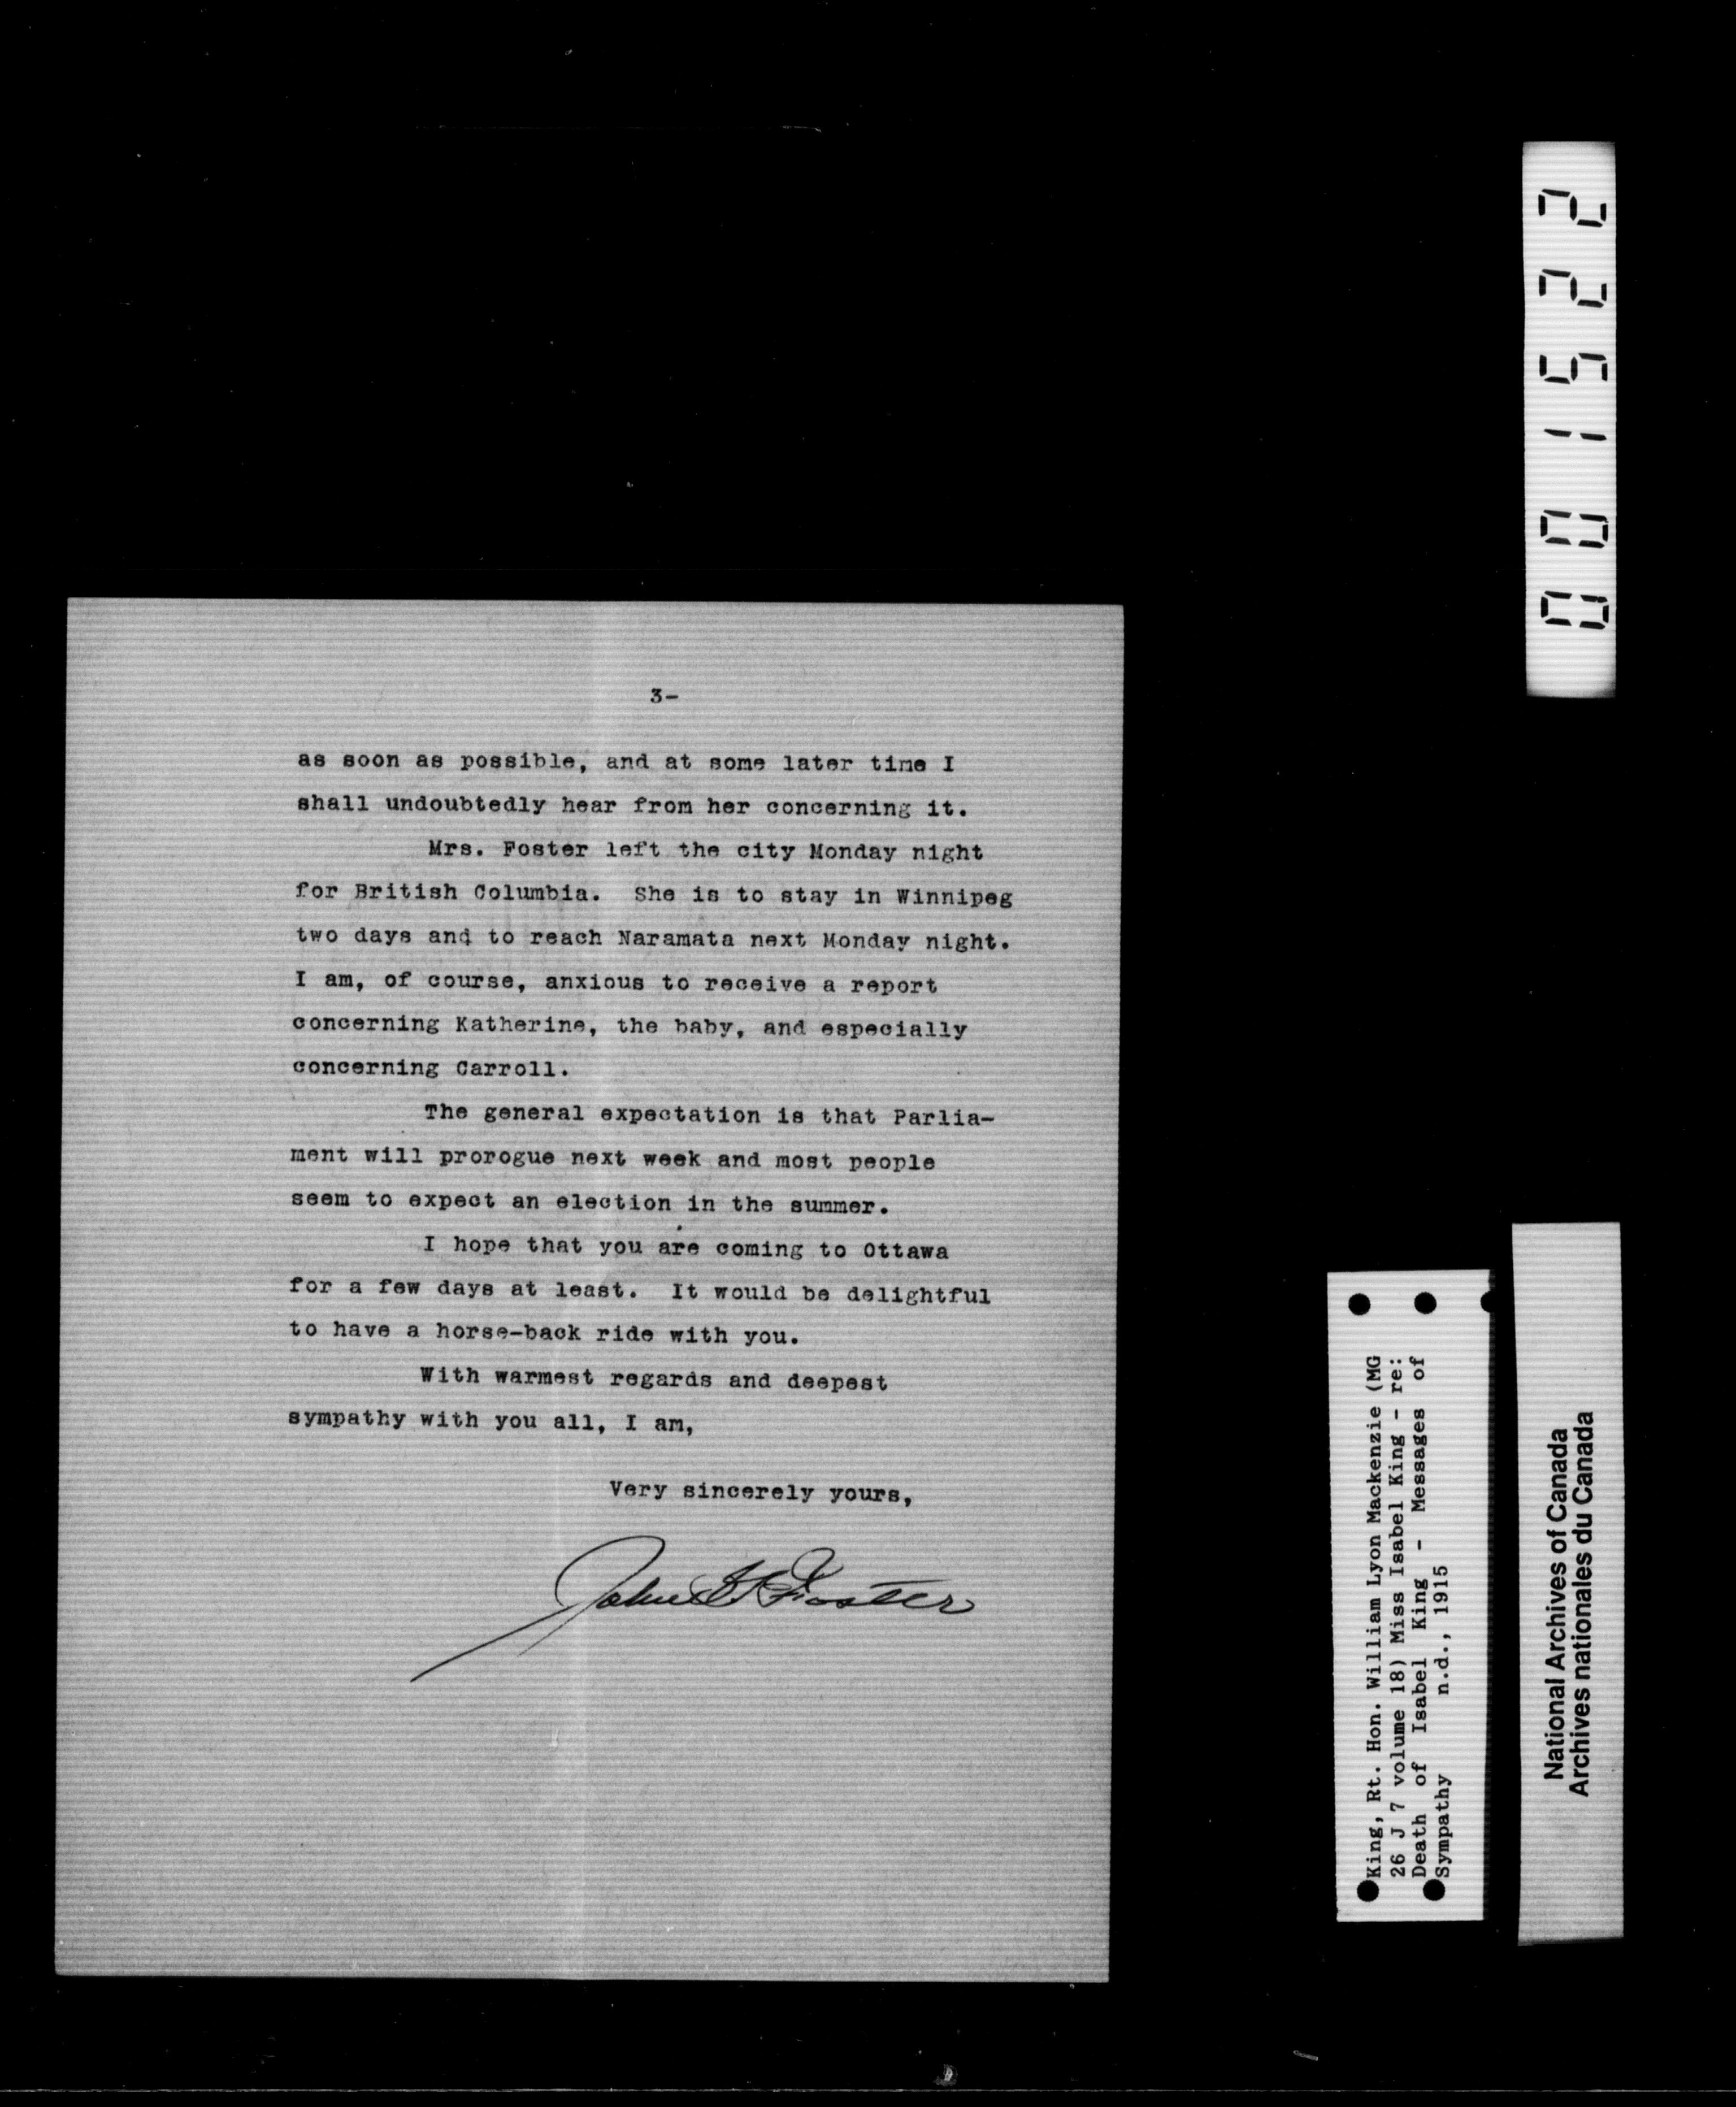 3-
as soon as possible, and at some later time I
shall undoubtedly hear from her concerning it.
Mrs. Foster left the city Monday night
for British Columbia. She is to stay in Winnipeg
two days and to reach Naramata next Monday night.
I am, of course, anxious to receive a report
concerning Katherine, the baby, and especially
concerning Carroll.
The general expectation is that Parlia-
ment will prorogue next week and most people
seem to expect an election in the summer.
I hope that you are coming to Ottawa
for a few days at least. It would be delightful
to have a horse-back ride with you.
With warmest regards and deepest
sympathy with you all, I am,
Very sincerely yours,
John G Foster
001522
King, Rt. Hon. William Lyon Mackenzie (MG
26 J 7 volume 18) Miss Isabel King - re:
Death of Isabel King - Messages of
Sympathy n.d., 1915
National Archives of Canada
Archives nationales du Canada